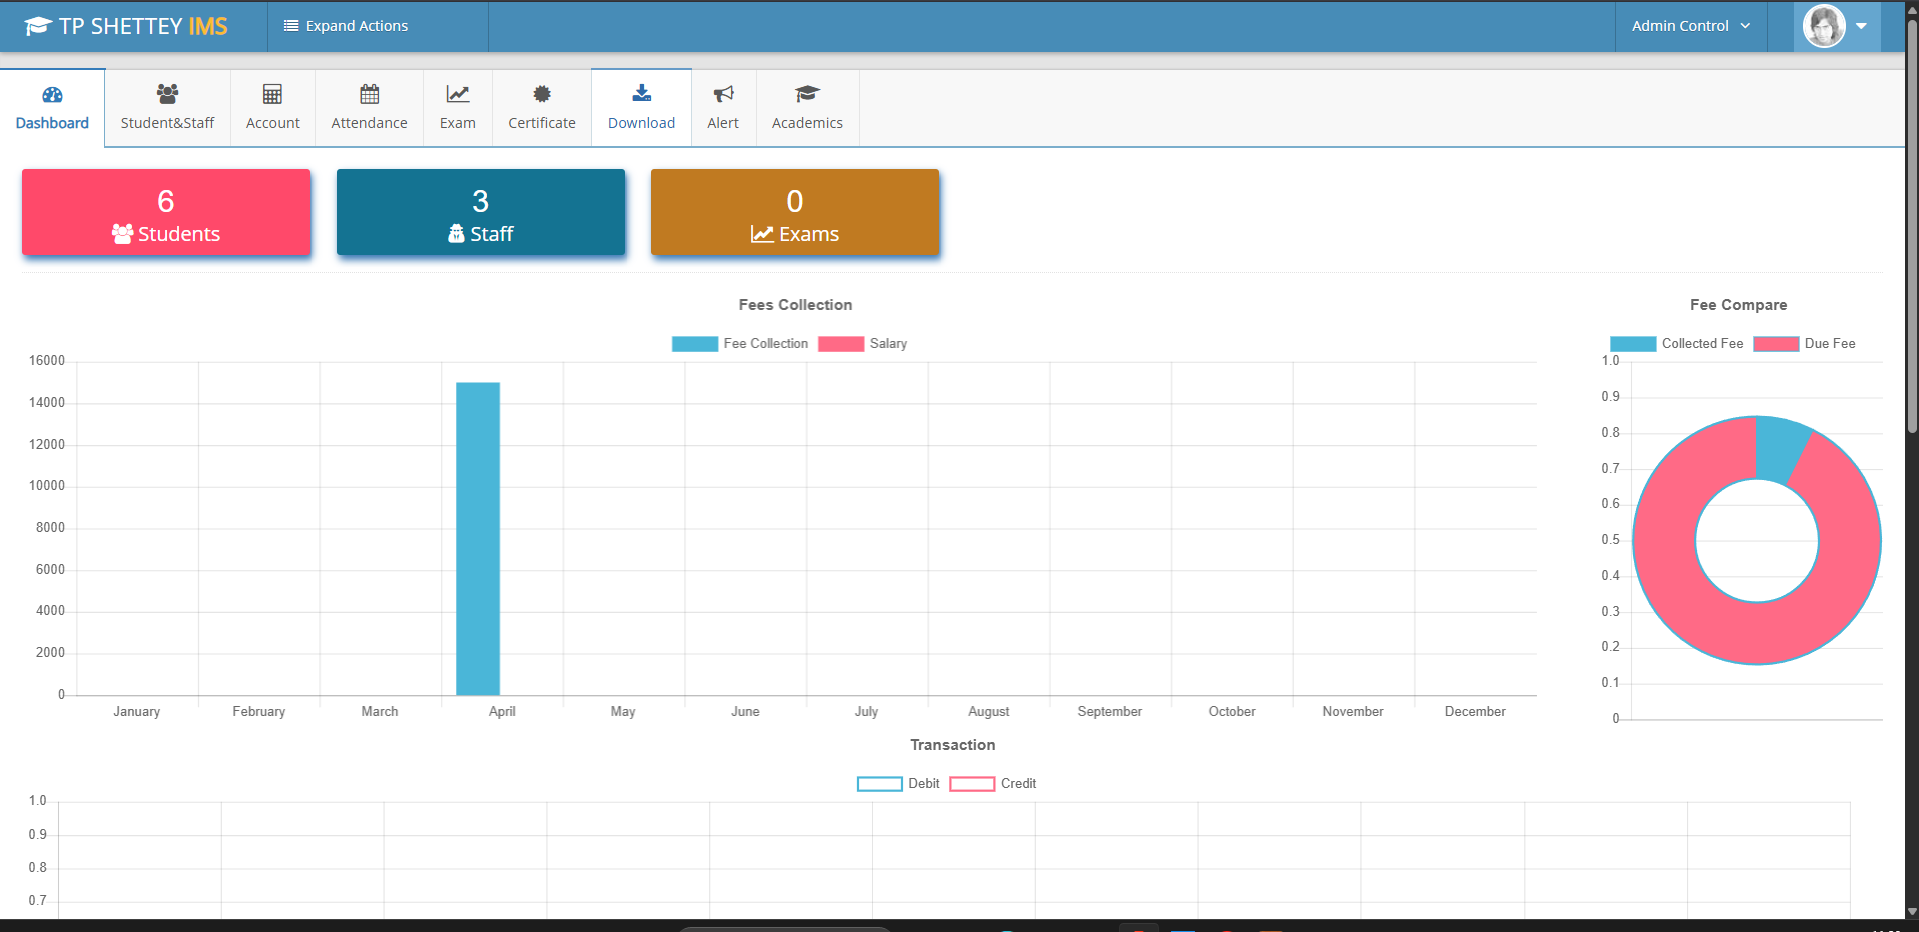 TP SHETTEY IMS
Expand Actions
Admin Control
Dashboard
Student&Staff
Account
Attendance
Exam
Certificate
Download
Alert
Academics
6
Students
3
Staff
0
Exams
Fees Collection
Fee Collection Salary
16000
14000
12000
10000
8000
6000
4000
2000
0
January February March April May June July August September October November December
Fee Compare
Collected Fee Due Fee
1.0
0.9
0.8
0.7
0.6
0.5
0.4
0.3
0.2
0.1
0
Transaction
Debit Credit
1.0
0.9
0.8
0.7